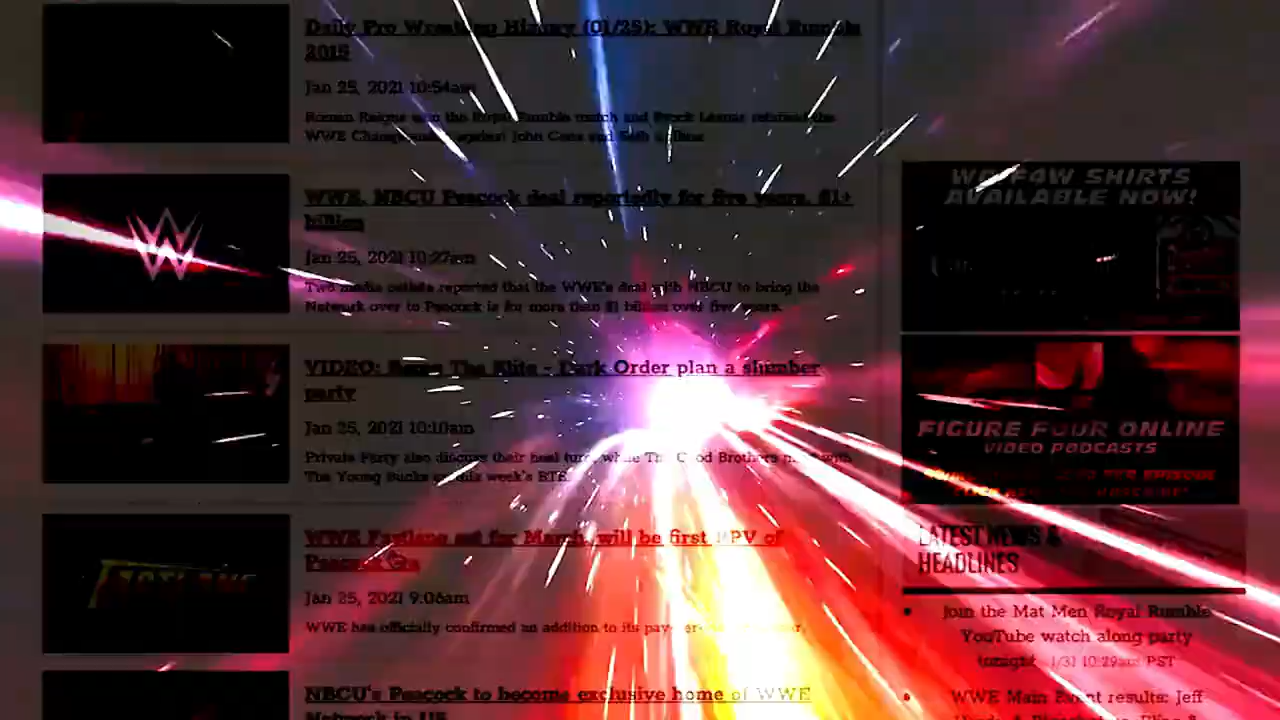 Daily Pro Wrestling History (01/25): WWE Royal Rumble
2015
Jan 25, 2021 10:54am
Roman Reigns won the Royal Rumble match and Brock Lesnar retained the
WWE Championship against John Cena and Seth Rollins.
WWE, NBCU Peacock deal reportedly for five years, $1+
billion
Jan 25, 2021 10:27am
Two media outlets reported that the WWE's deal with NBCU to bring the
Network over to Peacock is for more than $1 billion over five years.
VIDEO: Being The Elite - Dark Order plan a slumber
party
Jan 25, 2021 10:10am
Private Party also discuss their heel turn, while The Good Brothers with
The Young Bucks on this week's BTE.
WWE Fastlane set for March, will be first PPV of
Peacock Era
Jan 25, 2021 9:06am
WWE has officially confirmed an addition to its pay-per-view
NBCU's Peacock to become exclusive home of WWE
Network in US
WO/F4W SHIRTS
AVAILABLE NOW!
FIGURE FOUR ONLINE
VIDEO PODCASTS
LATEST NEWS &
HEADLINES
• Join the Mat Men Royal Rumble
YouTube watch along party
tonight 1/31 10:29am PST
• WWE Main Event results: Jeff